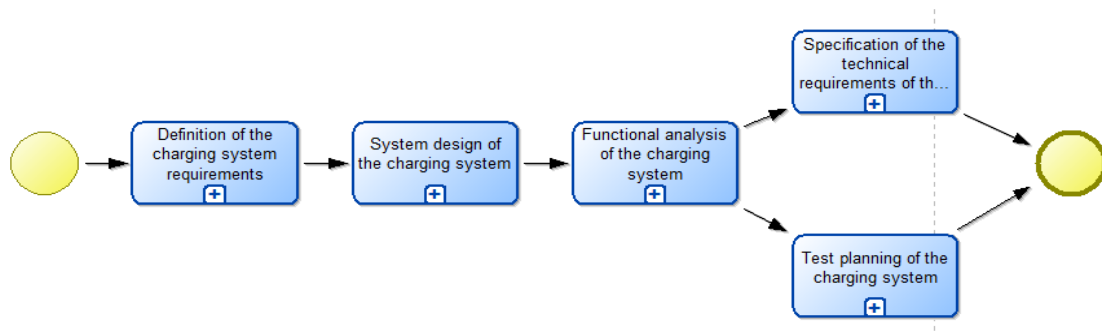 Definition of the
charging system
requirements
System design of
the charging system
Functional analysis
of the charging
system
Specification of the
technical
requirements of th...
Test planning of the
charging system